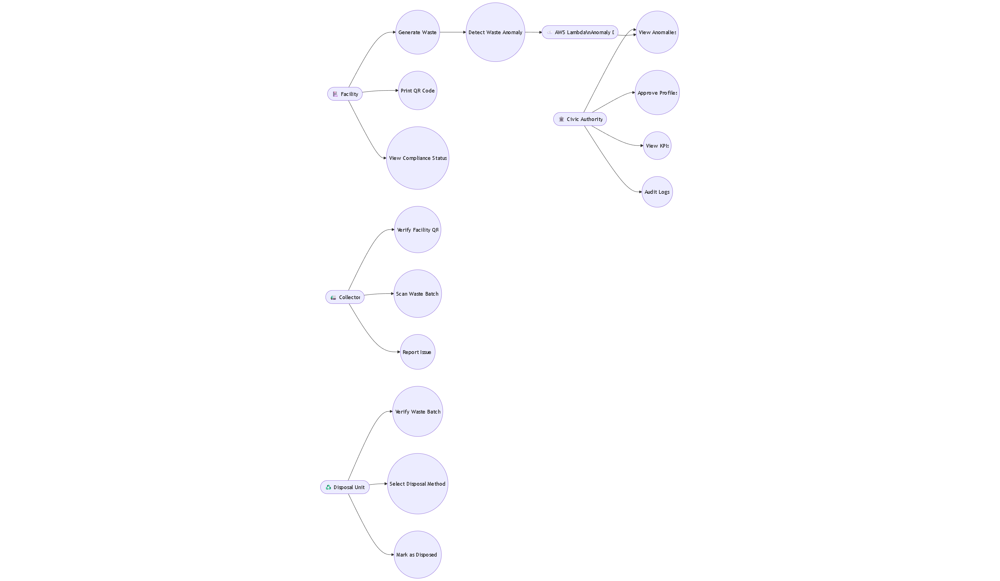 Generate Waste
Detect Waste Anomaly
AWS Lambda\nAnomaly D
View Anomalies
Facility
Print QR Code
View Compliance Status
Civic Authority
Approve Profiles
View KPIs
Audit Logs
Collector
Verify Facility QR
Scan Waste Batch
Report Issue
Disposal Unit
Verify Waste Batch
Select Disposal Method
Mark as Disposed